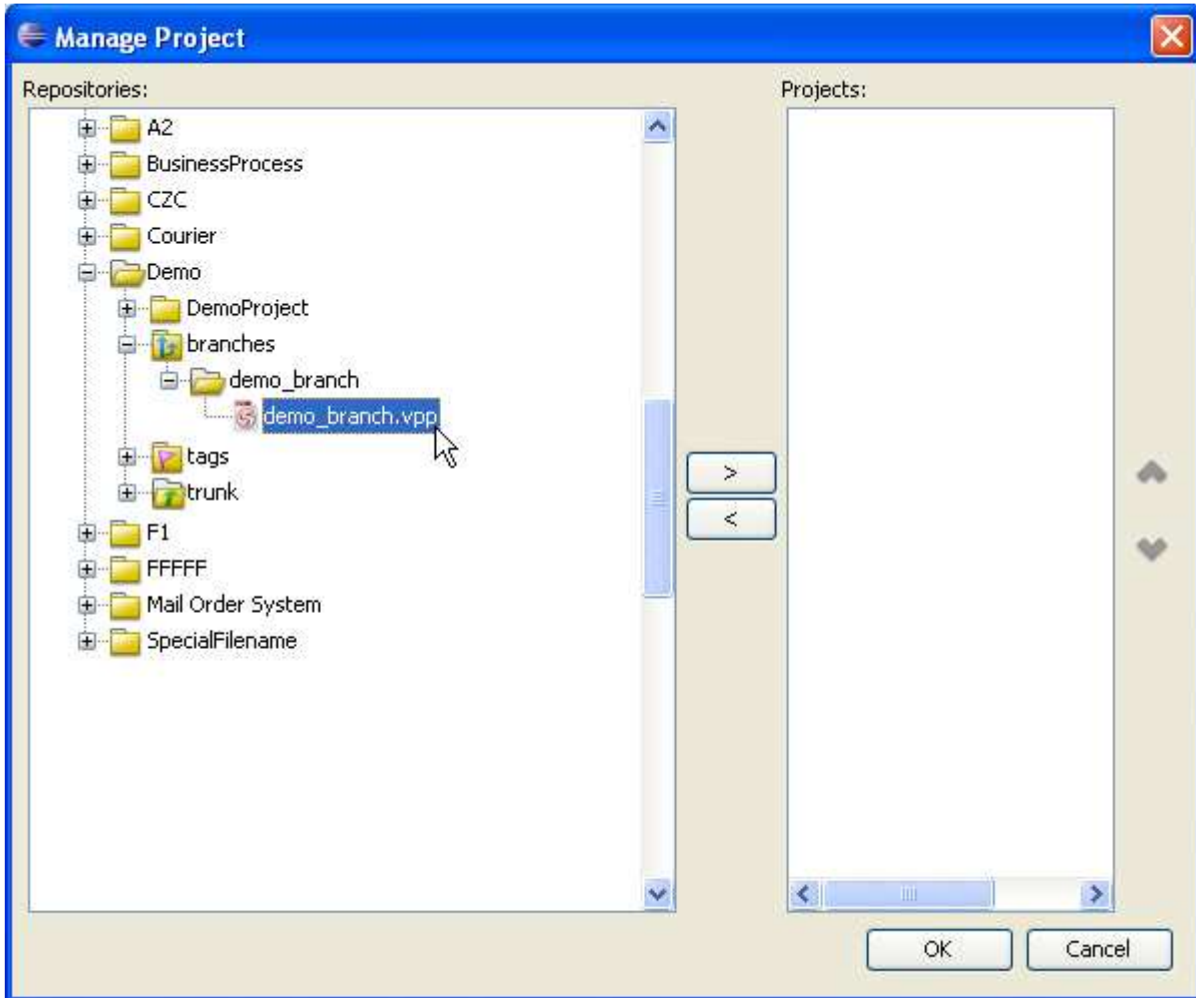 Manage Project
Repositories:
Projects:
A2
BusinessProcess
CZC
Courier
Demo
DemoProject
branches
demo_branch
demo_branch.vpp
tags
trunk
F1
FFFFF
Mail Order System
SpecialFilename
>
<
OK
Cancel